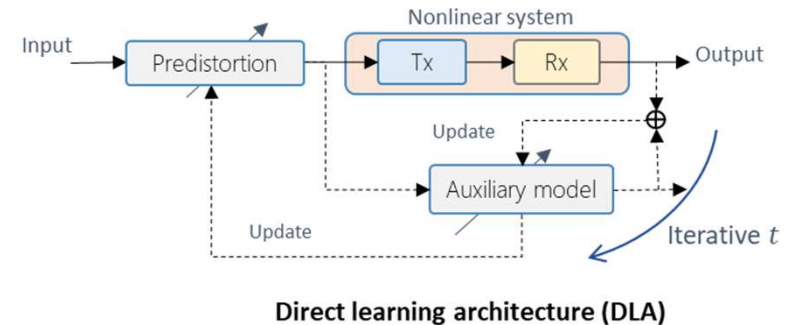 Nonlinear system
Input
Predistortion
Tx
Rx
Output
Update
Auxiliary model
Update
Iterative t
Direct learning architecture (DLA)